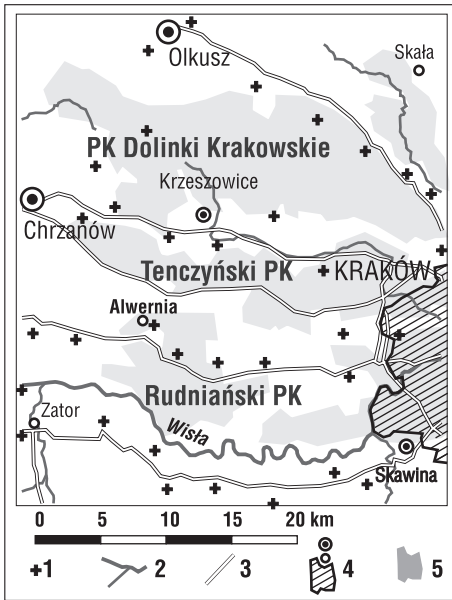 Olkusz
Skała
PK Dolinki Krakowskie
Krzeszowice
Chrzanów
Tenczyński PK
KRAKÓW
Alwernia
Rudniański PK
Zator
Wisła
Skawina
0 5 10 15 20 km
1 2 3 4 5